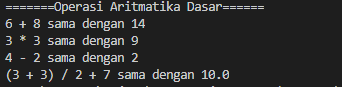 =======Operasi Aritmatika Dasar======
6 + 8 sama dengan 14
3 * 3 sama dengan 9
4 - 2 sama dengan 2
(3 + 3) / 2 + 7 sama dengan 10.0